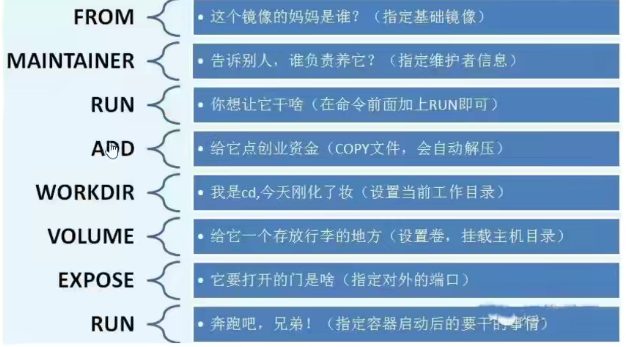 FROM
• 这个镜像的妈妈是谁？（指定基础镜像）
MAINTAINER
• 告诉别人，谁负责养它？（指定维护者信息）
RUN
• 你想让它干啥（在命令前面加上RUN即可）
ADD
• 给它点创业资金（COPY文件，会自动解压）
WORKDIR
• 我是cd,今天刚化了妆（设置当前工作目录）
VOLUME
• 给它一个存放行李的地方（设置卷，挂载主机目录）
EXPOSE
• 它要打开的门是啥（指定对外的端口）
RUN
• 奔跑吧，兄弟！（指定容器启动后的要干的事情）